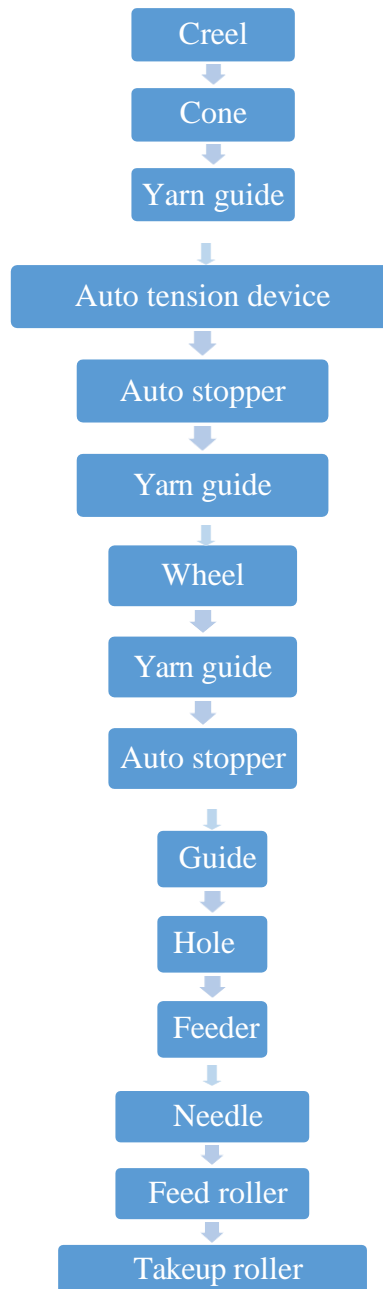 Creel
Cone
Yarn guide
Auto tension device
Auto stopper
Yarn guide
Wheel
Yarn guide
Auto stopper
Guide
Hole
Feeder
Needle
Feed roller
Takeup roller